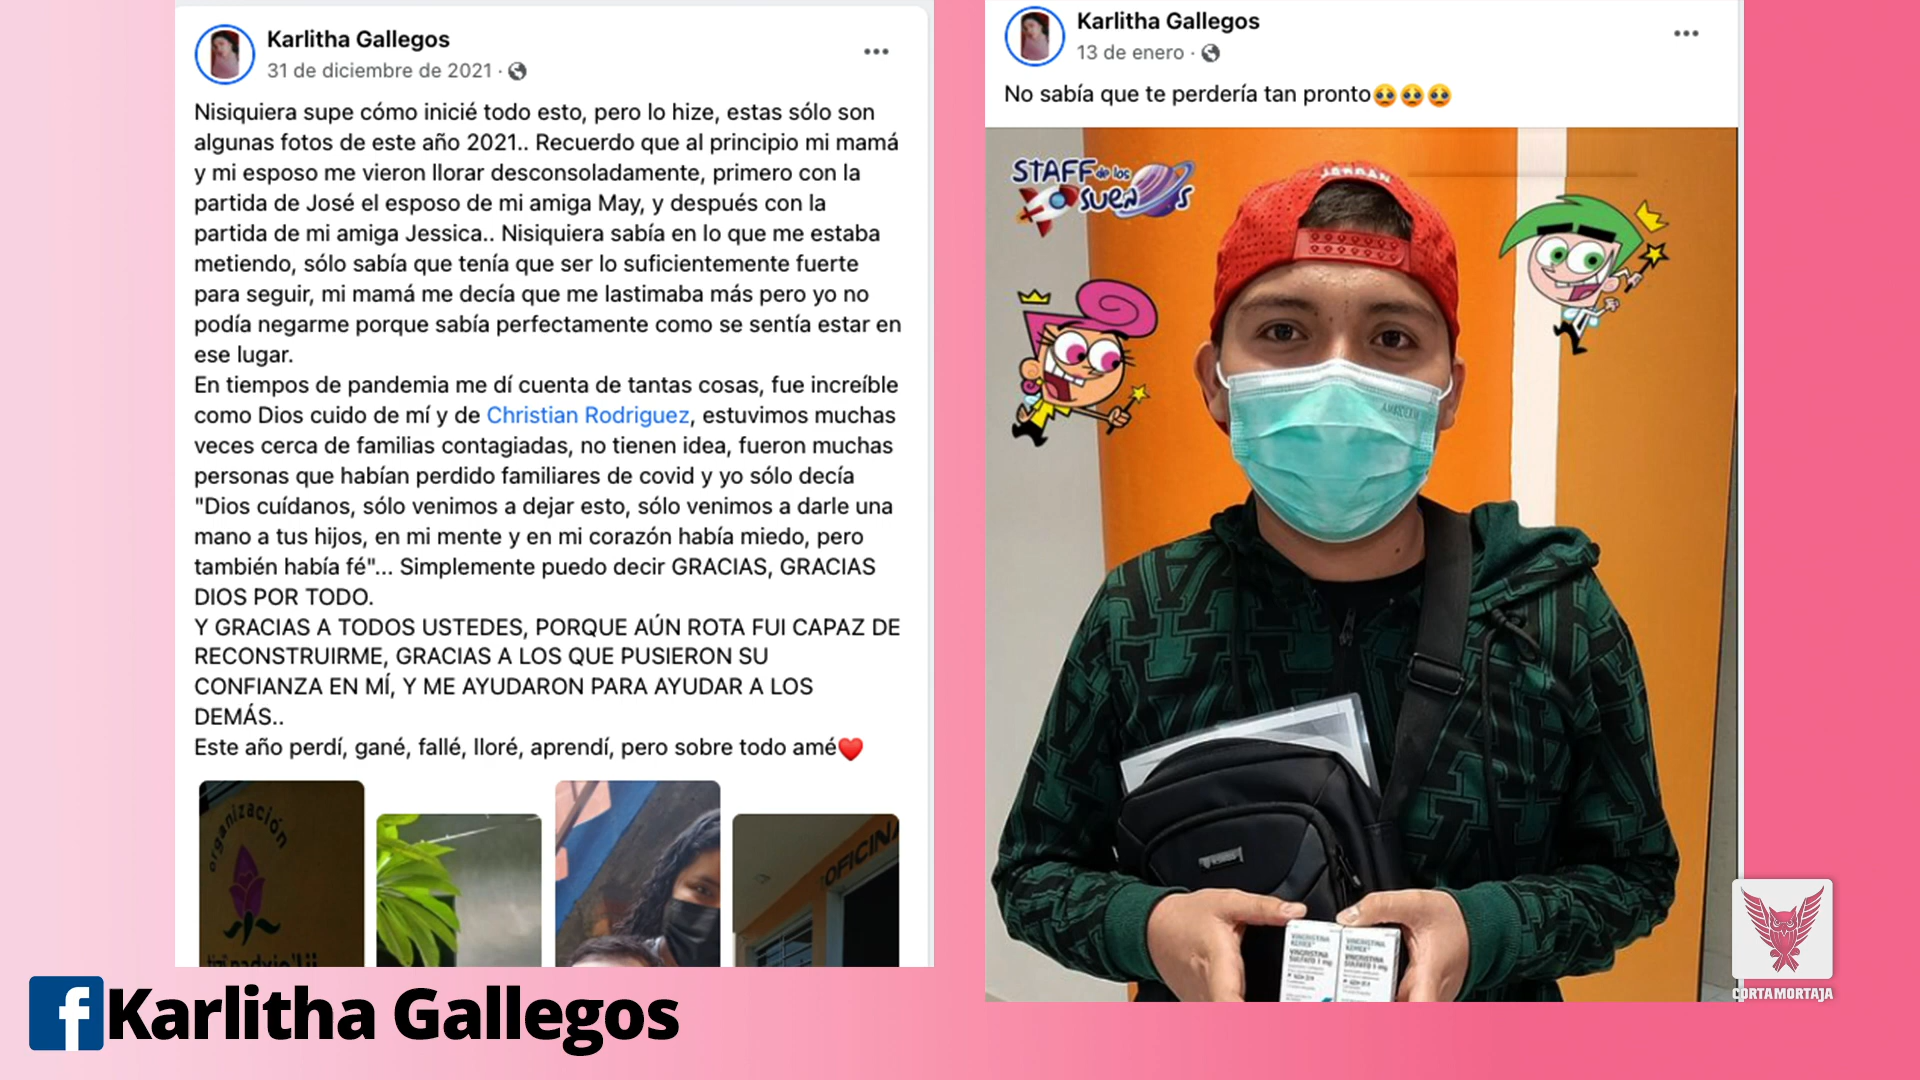 Karlitha Gallegos
31 de diciembre de 2021 ·
Nisiquiera supe cómo inicié todo esto, pero lo hize, estas sólo son
algunas fotos de este año 2021.. Recuerdo que al principio mi mamá
y mi esposo me vieron llorar desconsoladamente, primero con la
partida de José el esposo de mi amiga May, y después con la
partida de mi amiga Jessica.. Nisiquiera sabía en lo que me estaba
metiendo, sólo sabía que tenía que ser lo suficientemente fuerte
para seguir, mi mamá me decía que me lastimaba más pero yo no
podía negarme porque sabía perfectamente como se sentía estar en
ese lugar.
En tiempos de pandemia me dí cuenta de tantas cosas, fue increíble
como Dios cuido de mí y de Christian Rodriguez, estuvimos muchas
veces cerca de familias contagiadas, no tienen idea, fueron muchas
personas que habían perdido familiares de covid y yo sólo decía
"Dios cuídanos, sólo venimos a dejar esto, sólo venimos a darle una
mano a tus hijos, en mi mente y en mi corazón había miedo, pero
también había fé"... Simplemente puedo decir GRACIAS, GRACIAS
DIOS POR TODO.
Y GRACIAS A TODOS USTEDES, PORQUE AÚN ROTA FUI CAPAZ DE
RECONSTRUIRME, GRACIAS A LOS QUE PUSIERON SU
CONFIANZA EN MÍ, Y ME AYUDARON PARA AYUDAR A LOS
DEMÁS..
Este año perdí, gané, fallé, lloré, aprendí, pero sobre todo amé❤️
organización
OFICINA
Karlitha Gallegos
13 de enero ·
No sabía que te perdería tan pronto🥺🥺🥺
STAFF de los
SUEÑOS
JORDAN
VINCRISTINA VINCRISTINA
VINCRISTINA VINCRISTINA
SULFATO 1 mg SULFATO 1 mg
CORTAMORTAJA
f Karlitha Gallegos